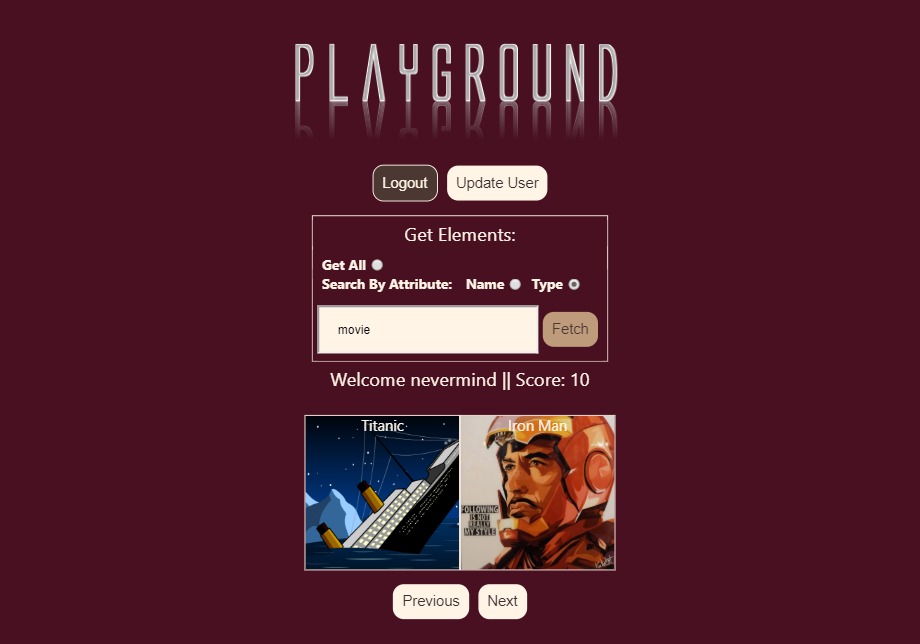 PLAYGROUND
Logout Update User
Get Elements:
Get All
Search By Attribute: Name Type
movie Fetch
Welcome nevermind || Score: 10
Titanic Iron Man
FOLLOWING
IS NOT
REALLY
MY STYLE
Previous Next